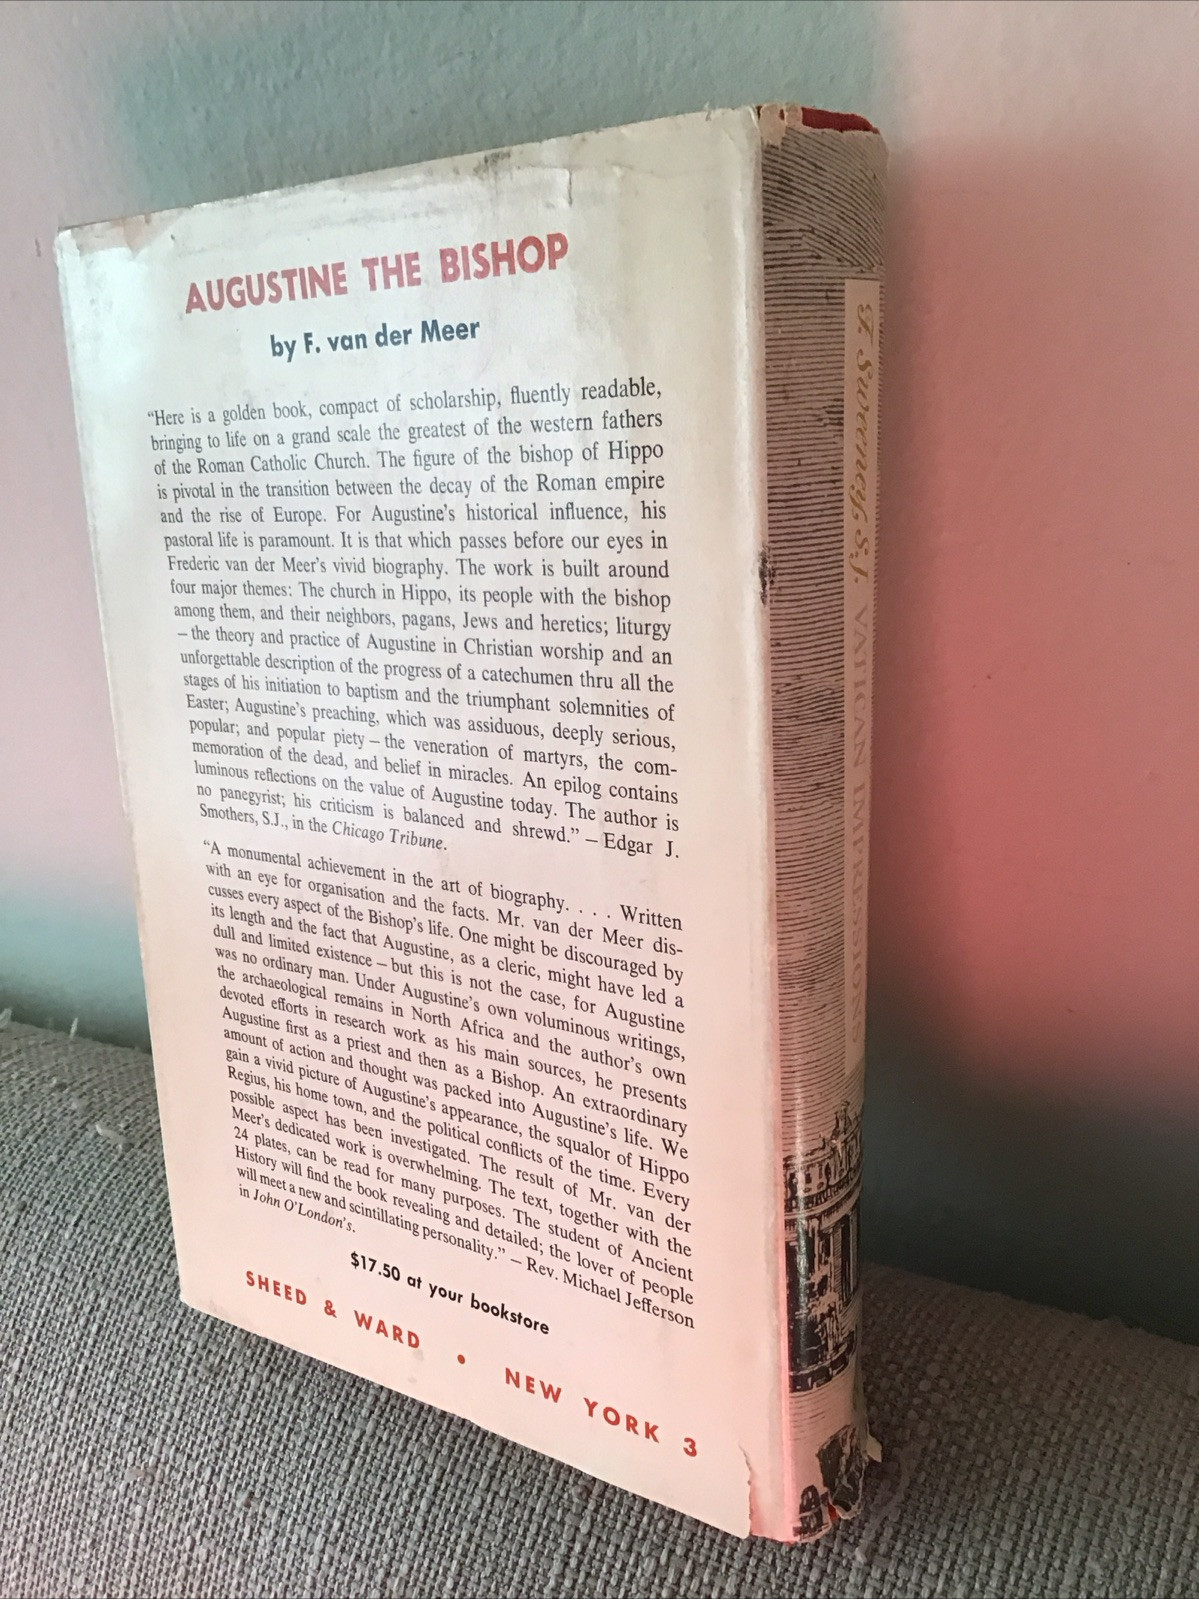 AUGUSTINE THE BISHOP
by F. van der Meer
“Here is a golden book, compact of scholarship, fluently readable,
bringing to life on a grand scale the greatest of the western fathers
of the Roman Catholic Church. The figure of the bishop of Hippo
is pivotal in the transition between the decay of the Roman empire
and the rise of Europe. For Augustine's historical influence, his
pastoral life is paramount. It is that which passes before our eyes in
Frederic van der Meer's vivid biography. The work is built around
four major themes: The church in Hippo, its people with the bishop
among them, and their neighbors, pagans, Jews and heretics; liturgy
– the theory and practice of Augustine in Christian worship and an
unforgettable description of the progress of a catechumen thru all the
stages of his initiation to baptism and the triumphant solemnities of
Easter; Augustine's preaching, which was assiduous, deeply serious,
popular; and popular piety – the veneration of martyrs, the com-
memoration of the dead, and belief in miracles. An epilog contains
luminous reflections on the value of Augustine today. The author is
no panegyrist; his criticism is balanced and shrewd.” – Edgar J.
Smothers, S.J., in the Chicago Tribune.
“A monumental achievement in the art of biography. . . . Written
with an eye for organisation and the facts. Mr. van der Meer dis-
cusses every aspect of the Bishop's life. One might be discouraged by
its length and the fact that Augustine, as a cleric, might have led a
dull and limited existence – but this is not the case, for Augustine
was no ordinary man. Under Augustine's own voluminous writings,
the archaeological remains in North Africa and the author's own
devoted efforts in research work as his main sources, he presents
Augustine first as a priest and then as a Bishop. An extraordinary
amount of action and thought was packed into Augustine's life. We
gain a vivid picture of Augustine's appearance, the squalor of Hippo
Regius, his home town, and the political conflicts of the time. Every
possible aspect has been investigated. The result of Mr. van der
Meer's dedicated work is overwhelming. The text, together with the
24 plates, can be read for many purposes. The student of Ancient
History will find the book revealing and detailed; the lover of people
will meet a new and scintillating personality.” – Rev. Michael Jefferson
in John O'London's.
$17.50 at your bookstore
SHEED & WARD • NEW YORK 3
Sweeney, S.J. VATICAN IMPRESSIONS